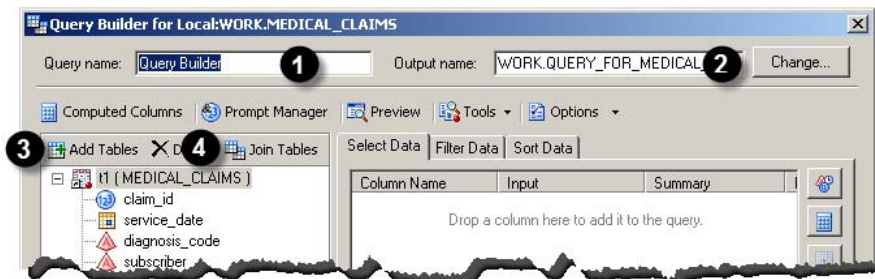 Query Builder for Local:WORK.MEDICAL_CLAIMS
Query name: Query Builder 1 Output name: WORK.QUERY_FOR_MEDICAL_ 2 Change...
Computed Columns Prompt Manager Preview Tools Options
3 Add Tables 4 Join Tables Select Data Filter Data Sort Data
t1 ( MEDICAL_CLAIMS ) Column Name Input Summary
claim_id
service_date Drop a column here to add it to the query.
diagnosis_code
subscriber